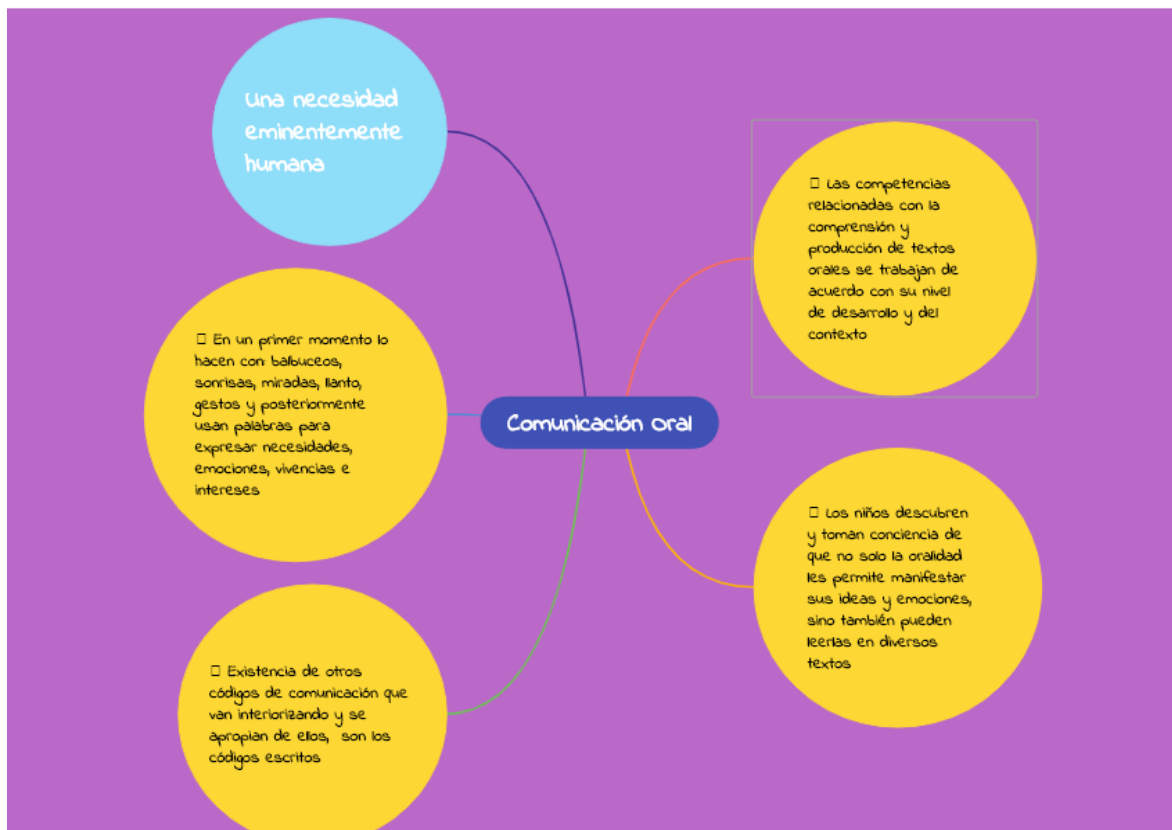 Una necesidad
eminentemente
humana
En un primer momento lo
hacen con: balbuceos,
sonrisas, miradas, llanto,
gestos y posteriormente
usan palabras para
expresar necesidades,
emociones, vivencias e
intereses
Existencia de otros
códigos de comunicación que
van interiorizando y se
apropian de ellos, son los
códigos escritos
Comunicación Oral
Las competencias
relacionadas con la
comprensión y
producción de textos
orales se trabajan de
acuerdo con su nivel
de desarrollo y del
contexto
Los niños descubren
y toman conciencia de
que no solo la oralidad
les permite manifestar
sus ideas y emociones,
sino también pueden
leerlas en diversos
textos